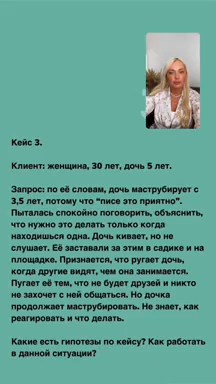 Кейс 3.
Клиент: женщина, 30 лет, дочь 5 лет.
Запрос: по её словам, дочь маструбирует с
3,5 лет, потому что “писе это приятно”.
Пыталась спокойно поговорить, объяснить,
что нужно это делать только когда
находишься одна. Дочь кивает, но не
слушает. Её заставали за этим в садике и на
площадке. Признается, что ругает дочь,
когда другие видят, чем она занимается.
Пугает её тем, что не будет друзей и никто
не захочет с ней общаться. Но дочка
продолжает маструбировать. Не знает, как
реагировать и что делать.
Какие есть гипотезы по кейсу? Как работать
в данной ситуации?